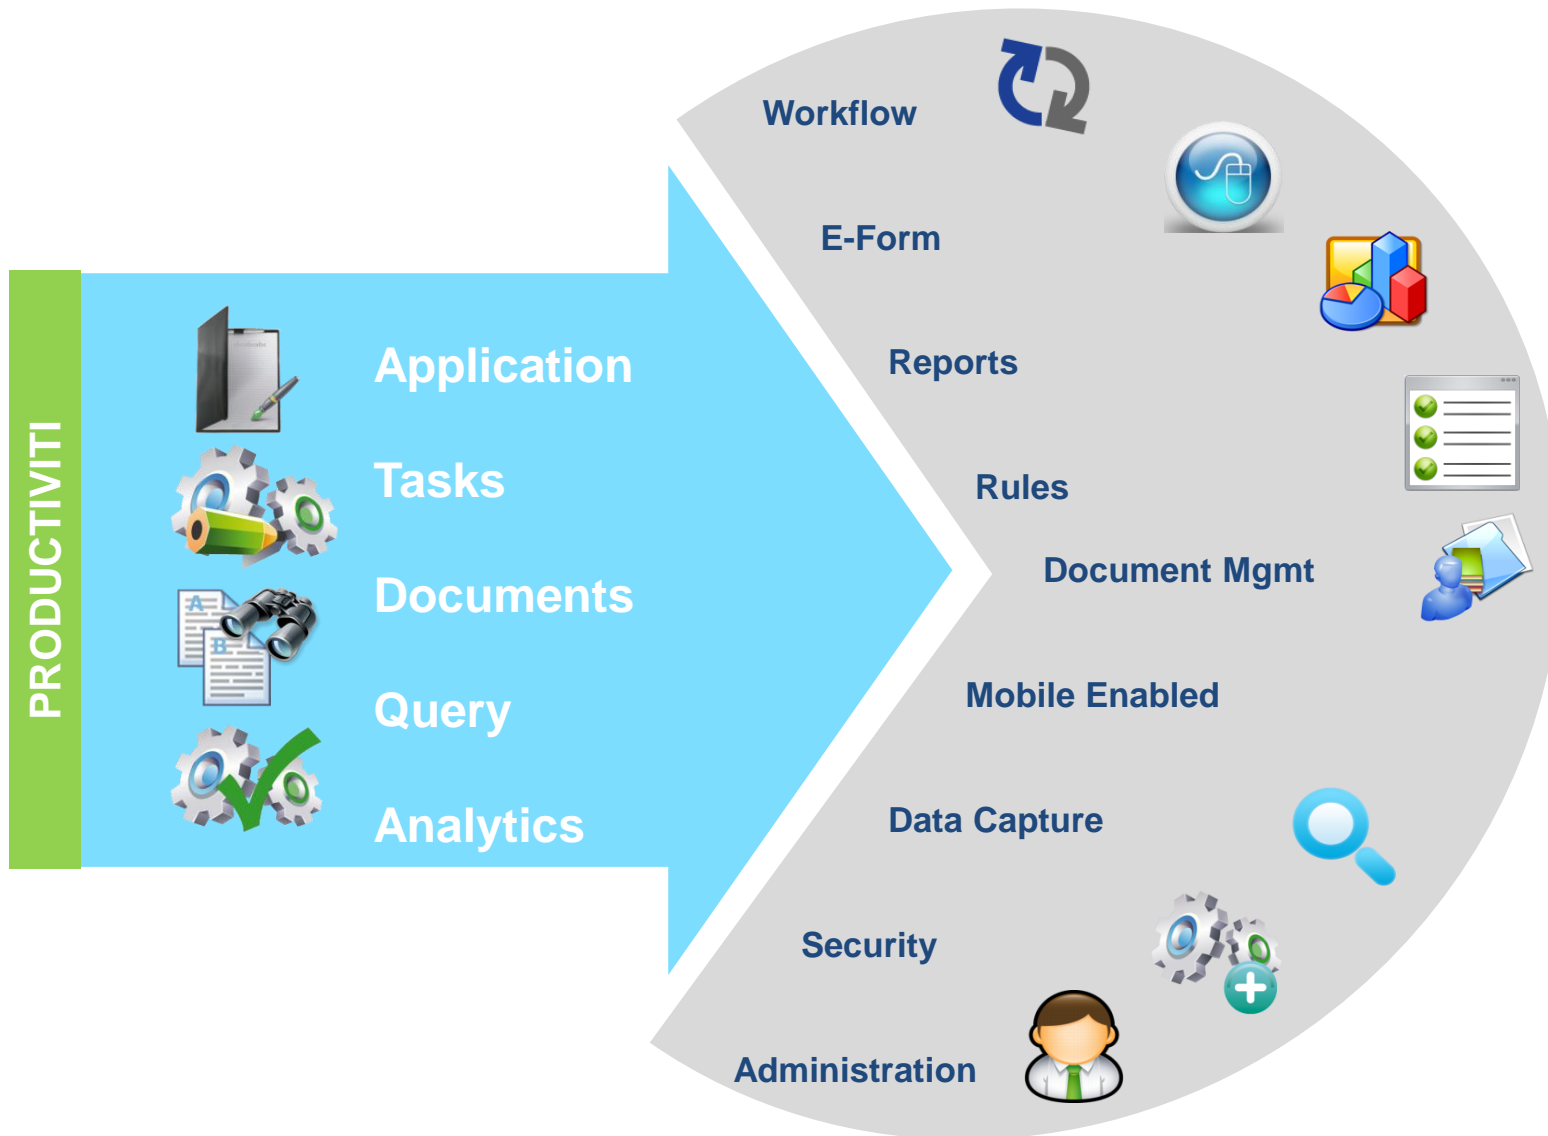 PRODUCTIVITI
Application
Tasks
Documents
Query
Analytics
Workflow
E-Form
Reports
Rules
Document Mgmt
Mobile Enabled
Data Capture
Security
Administration
A
B